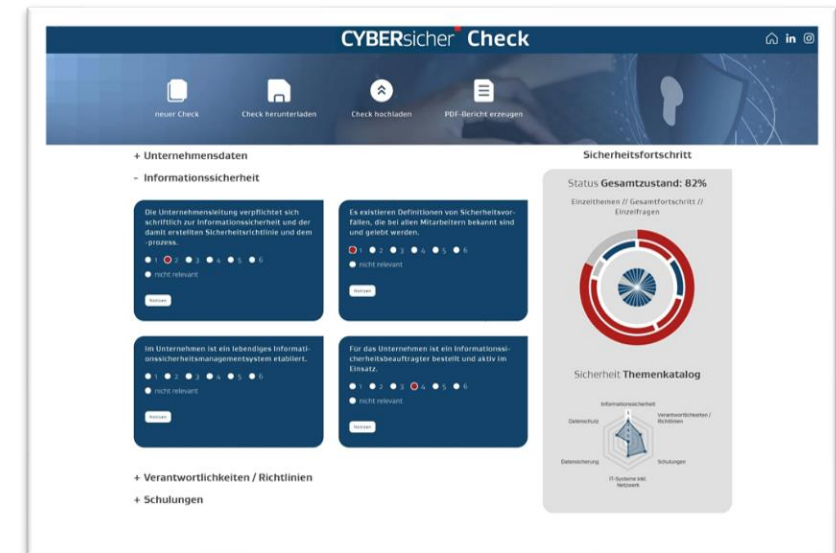 CYBERsicher Check
neuer Check
Check herunterladen
Check hochladen
PDF-Bericht erzeugen
+ Unternehmensdaten
- Informationssicherheit
Die Unternehmensleitung verpflichtet sich
schriftlich zur Informationssicherheit und der
damit erstellten Sicherheitsrichtlinie und dem
-prozess.
1 2 3 4 5 6
nicht relevant
Notizen
Es existieren Definitionen von Sicherheitsvor-
fällen, die bei allen Mitarbeitern bekannt sind
und gelebt werden.
1 2 3 4 5 6
nicht relevant
Notizen
Im Unternehmen ist ein lebendiges Informati-
onssicherheitsmanagementsystem etabliert.
1 2 3 4 5 6
nicht relevant
Notizen
Für das Unternehmen ist ein Informationssi-
cherheitsbeauftragter bestellt und aktiv im
Einsatz.
1 2 3 4 5 6
nicht relevant
Notizen
+ Verantwortlichkeiten / Richtlinien
+ Schulungen
Sicherheitsfortschritt
Status Gesamtzustand: 82%
Einzelthemen // Gesamtfortschritt //
Einzelfragen
Sicherheit Themenkatalog
Informationssicherheit
Verantwortlichkeiten /
Richtlinien
Schulungen
IT-Systeme inkl.
Netzwerk
Datensicherung
Datenschutz